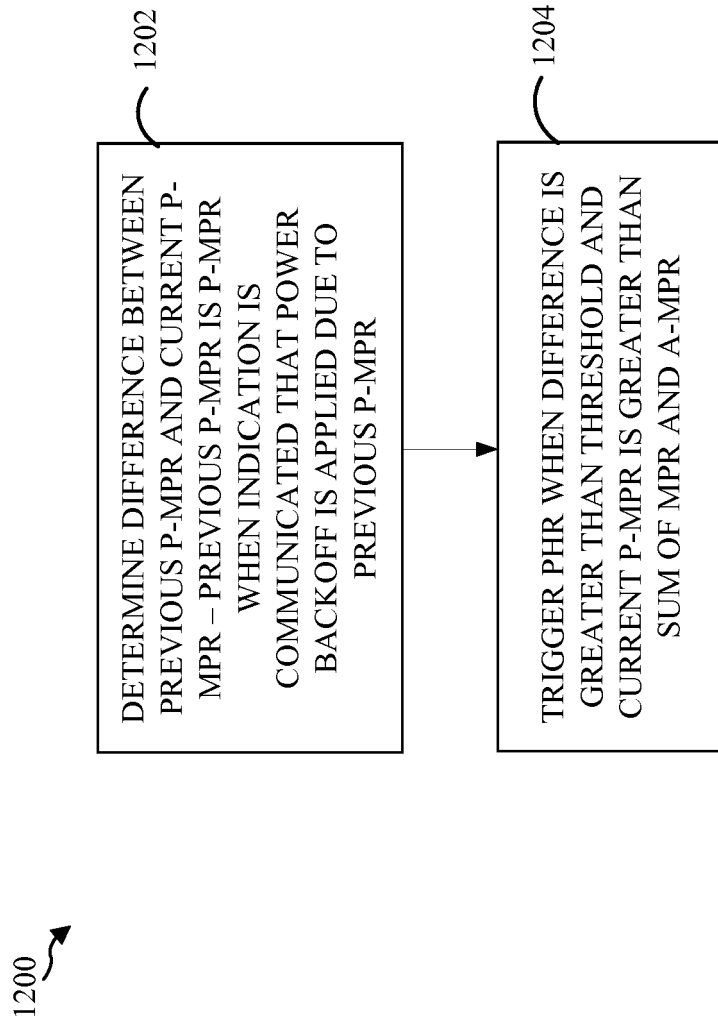 1200
1202
DETERMINE DIFFERENCE BETWEEN
PREVIOUS P-MPR AND CURRENT P-
MPR – PREVIOUS P-MPR IS P-MPR
WHEN INDICATION IS
COMMUNICATED THAT POWER
BACKOFF IS APPLIED DUE TO
PREVIOUS P-MPR
1204
TRIGGER PHR WHEN DIFFERENCE IS
GREATER THAN THRESHOLD AND
CURRENT P-MPR IS GREATER THAN
SUM OF MPR AND A-MPR